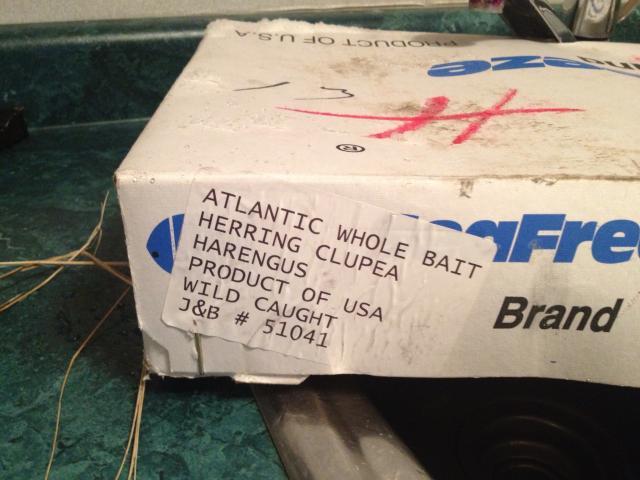 PRODUCT OF U.S.A
®
ATLANTIC WHOLE BAIT
HERRING CLUPEA
HARENGUS
PRODUCT OF USA
WILD CAUGHT
J&B # 51041
Brand